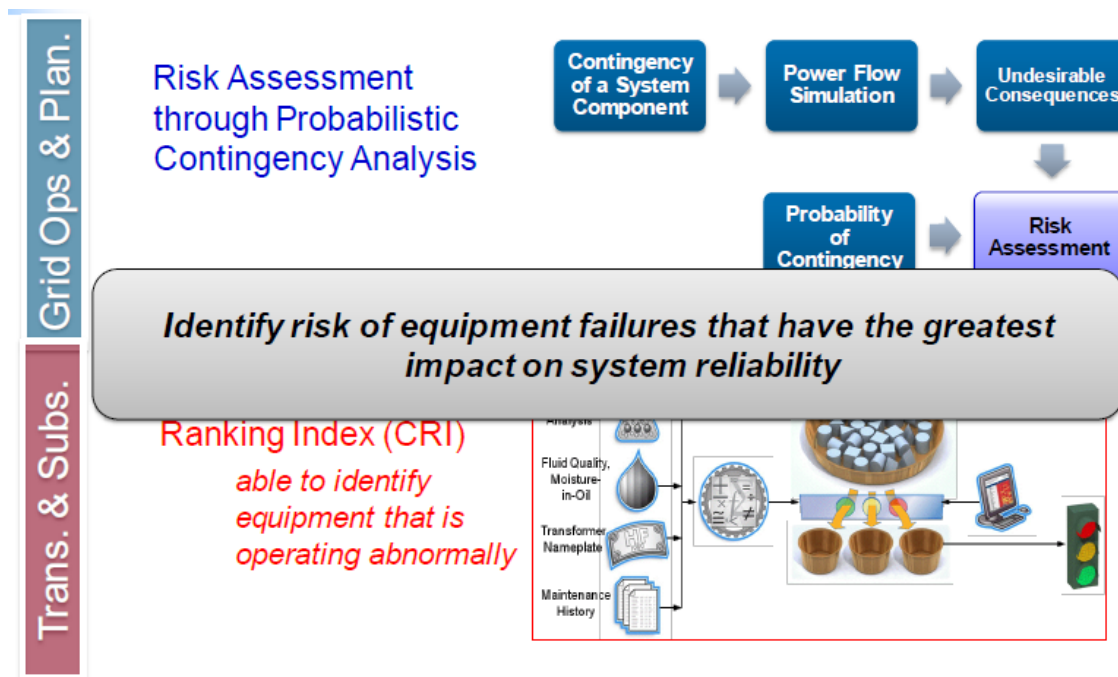 Grid Ops & Plan.
Risk Assessment
through Probabilistic
Contingency Analysis
Contingency
of a System
Component
Power Flow
Simulation
Undesirable
Consequences
Probability
of
Contingency
Risk
Assessment
Identify risk of equipment failures that have the greatest
impact on system reliability
Trans. & Subs.
Ranking Index (CRI)
able to identify
equipment that is
operating abnormally
Analysis
Fluid Quality,
Moisture-
in-Oil
Transformer
Nameplate
Maintenance
History